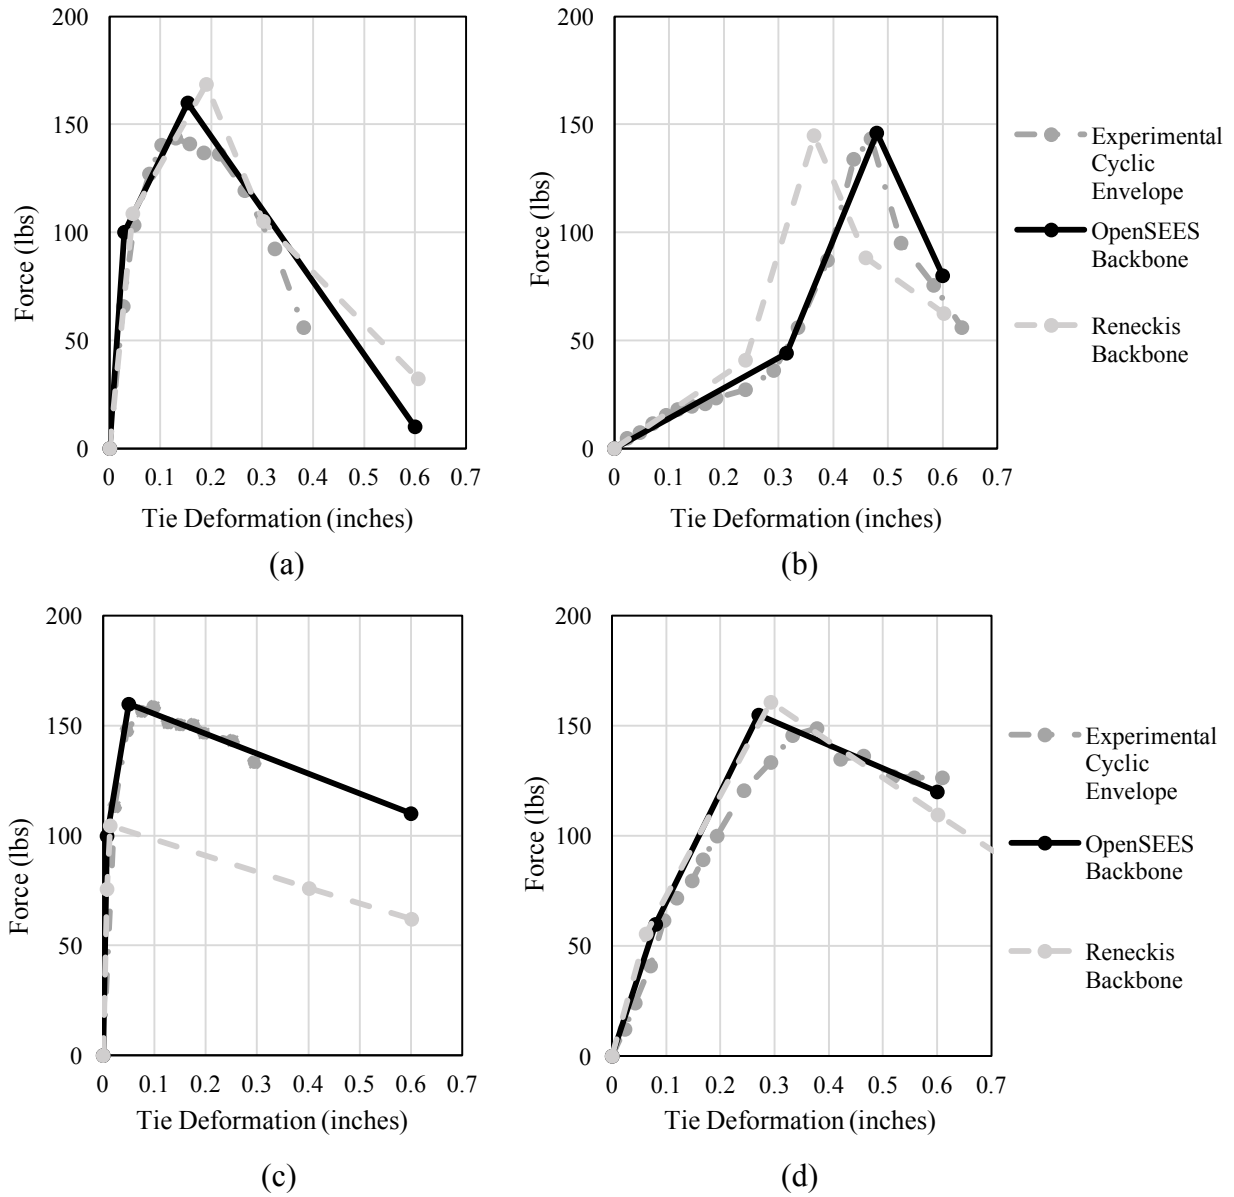 200
150
100
50
0
Force (lbs)
0 0.1 0.2 0.3 0.4 0.5 0.6 0.7
Tie Deformation (inches)
(a)
200
150
100
50
0
Force (lbs)
0 0.1 0.2 0.3 0.4 0.5 0.6 0.7
Tie Deformation (inches)
(b)
Experimental
Cyclic
Envelope
OpenSEES
Backbone
Reneckis
Backbone
200
150
100
50
0
Force (lbs)
0 0.1 0.2 0.3 0.4 0.5 0.6 0.7
Tie Deformation (inches)
(c)
200
150
100
50
0
Force (lbs)
0 0.1 0.2 0.3 0.4 0.5 0.6 0.7
Tie Deformation (inches)
(d)
Experimental
Cyclic
Envelope
OpenSEES
Backbone
Reneckis
Backbone